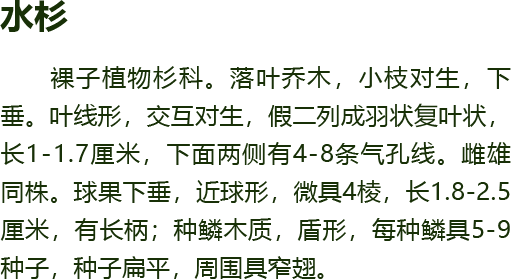 水杉
裸子植物杉科。落叶乔木，小枝对生，下
垂。叶线形，交互对生，假二列成羽状复叶状，
长1-1.7厘米，下面两侧有4-8条气孔线。雌雄
同株。球果下垂，近球形，微具4棱，长1.8-2.5
厘米，有长柄；种鳞木质，盾形，每种鳞具5-9
种子，种子扁平，周围具窄翅。